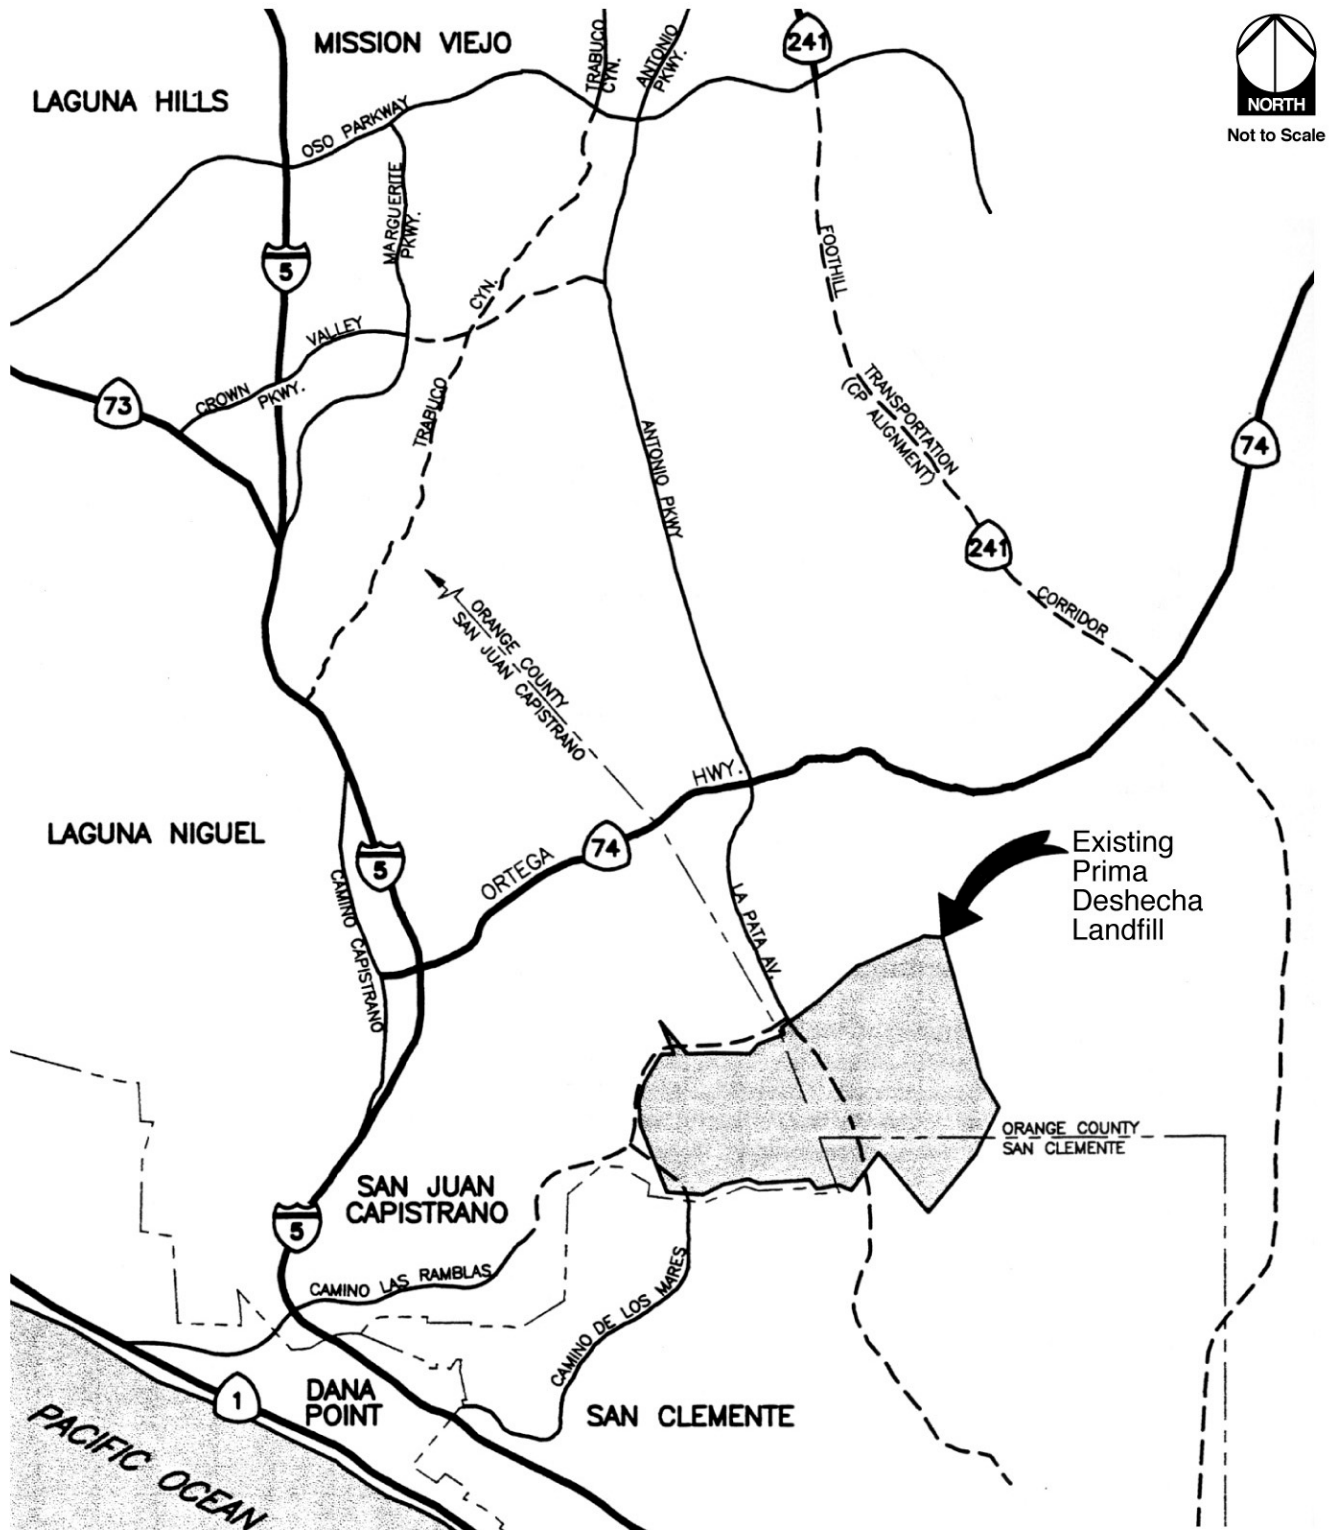 MISSION VIEJO
TRABUCO
CYN.
ANTONIO
PKWY.
241
NORTH
Not to Scale
LAGUNA HILLS
OSO PARKWAY
MARGUERITE
PKWY.
5
FOOTHILL
CYN.
VALLEY
CROWN
PKWY.
73
TRABUCO
TRANSPORTATION
(CP ALIGNMENT)
ANTONIO PKWY
74
241
CORRIDOR
ORANGE COUNTY
SAN JUAN CAPISTRANO
HWY.
LAGUNA NIGUEL
74
ORTEGA
5
CAMINO CAPISTRANO
LA PATA AV.
Existing
Prima
Deshecha
Landfill
ORANGE COUNTY
SAN CLEMENTE
SAN JUAN
CAPISTRANO
5
CAMINO LAS RAMBLAS
CAMINO DE LOS MARES
1
DANA
POINT
SAN CLEMENTE
PACIFIC OCEAN